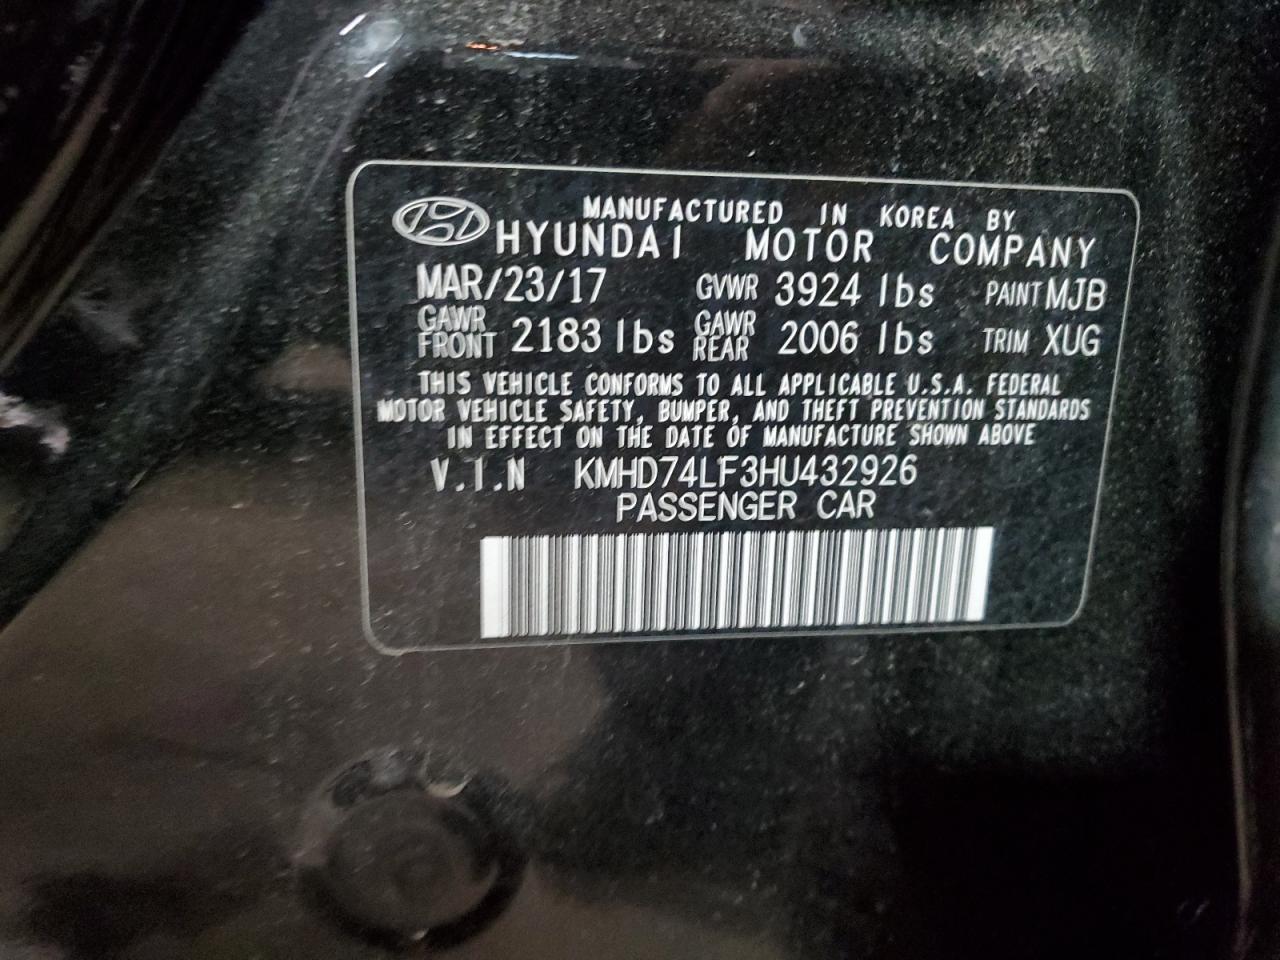 MANUFACTURED IN KOREA BY
HYUNDAI MOTOR COMPANY
MAR/23/17 GVWR 3924 lbs PAINT MJB
GAWR FRONT 2183 lbs GAWR REAR 2006 lbs TRIM XUG
THIS VEHICLE CONFORMS TO ALL APPLICABLE U.S.A. FEDERAL
MOTOR VEHICLE SAFETY, BUMPER, AND THEFT PREVENTION STANDARDS
IN EFFECT ON THE DATE OF MANUFACTURE SHOWN ABOVE
V.I.N KMHD74LF3HU432926
PASSENGER CAR